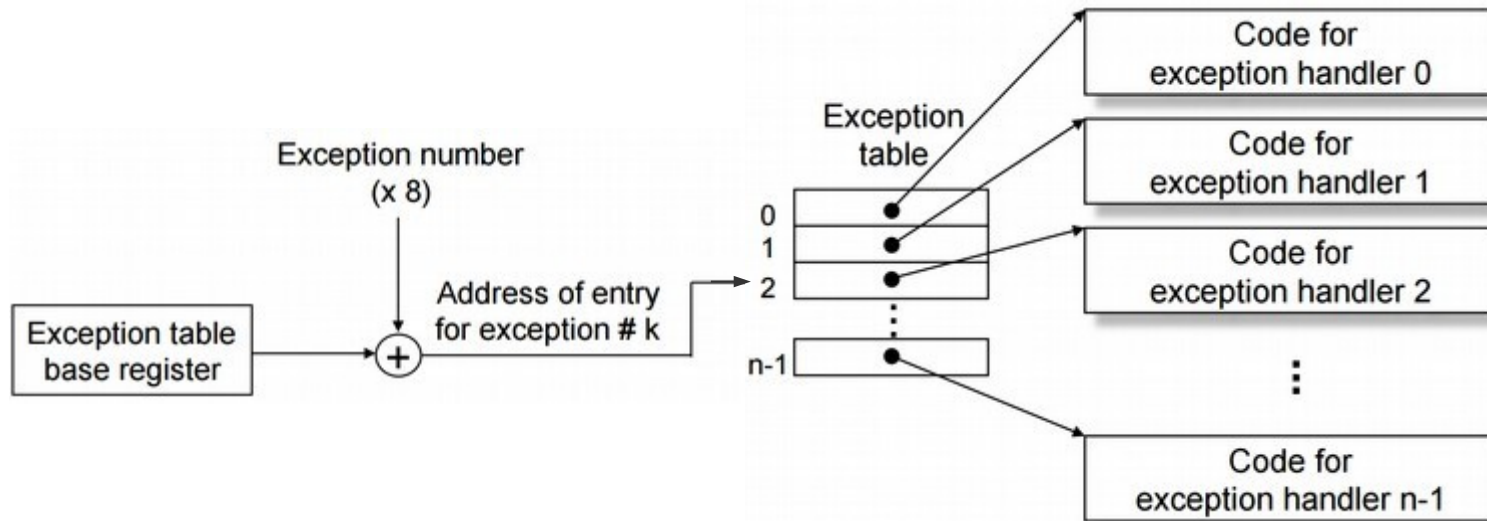 Exception number
(x 8)
Exception table
base register
+
Address of entry
for exception # k
Exception
table
0
1
2
n-1
Code for
exception handler 0
Code for
exception handler 1
Code for
exception handler 2
Code for
exception handler n-1